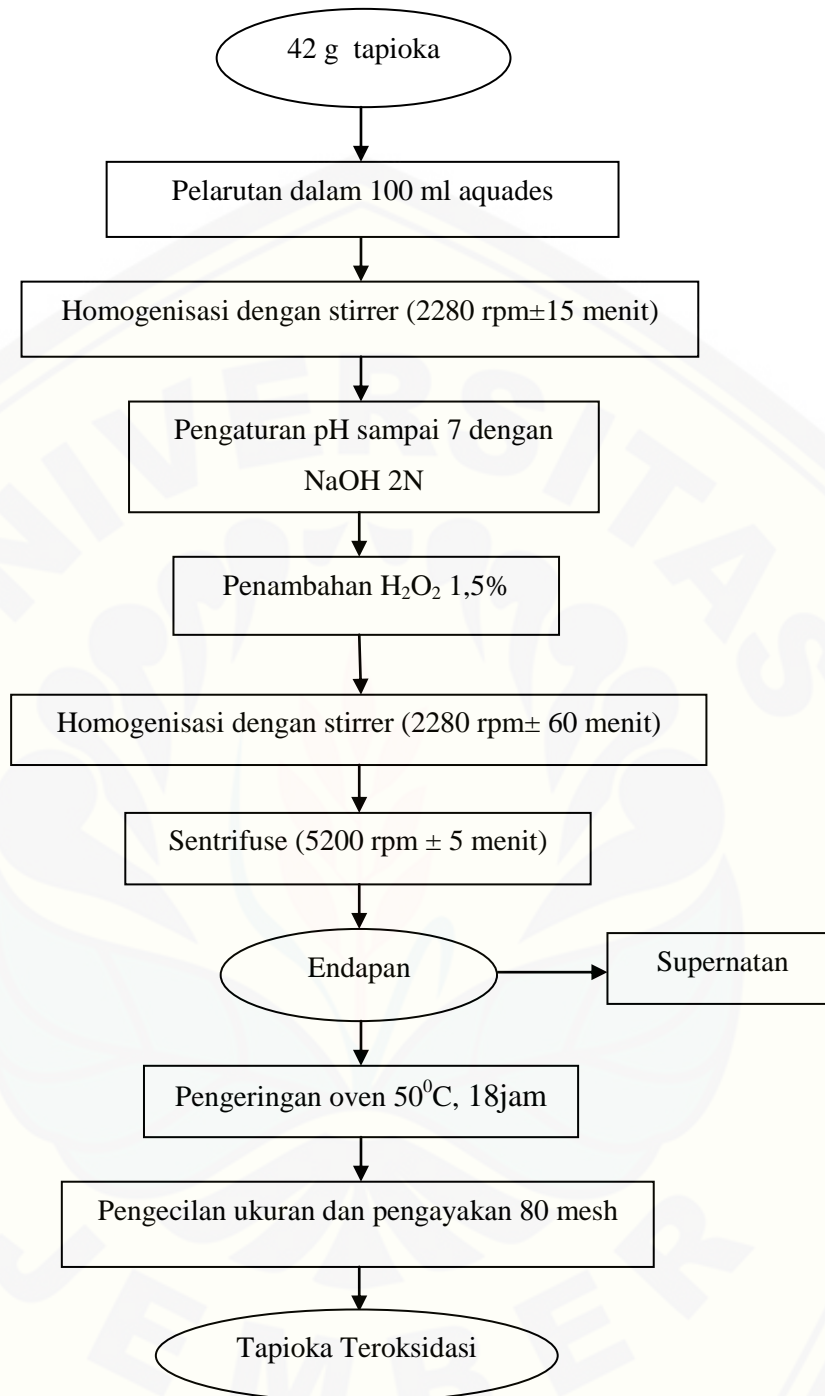 42 g tapioka
Pelarutan dalam 100 ml aquades
Homogenisasi dengan stirrer (2280 rpm±15 menit)
Pengaturan pH sampai 7 dengan
NaOH 2N
Penambahan H₂O₂ 1,5%
Homogenisasi dengan stirrer (2280 rpm± 60 menit)
Sentrifuse (5200 rpm ± 5 menit)
Endapan
Supernatan
Pengeringan oven 50⁰C, 18jam
Pengecilan ukuran dan pengayakan 80 mesh
Tapioka Teroksidasi
UNIVERSITAS
JEMBER